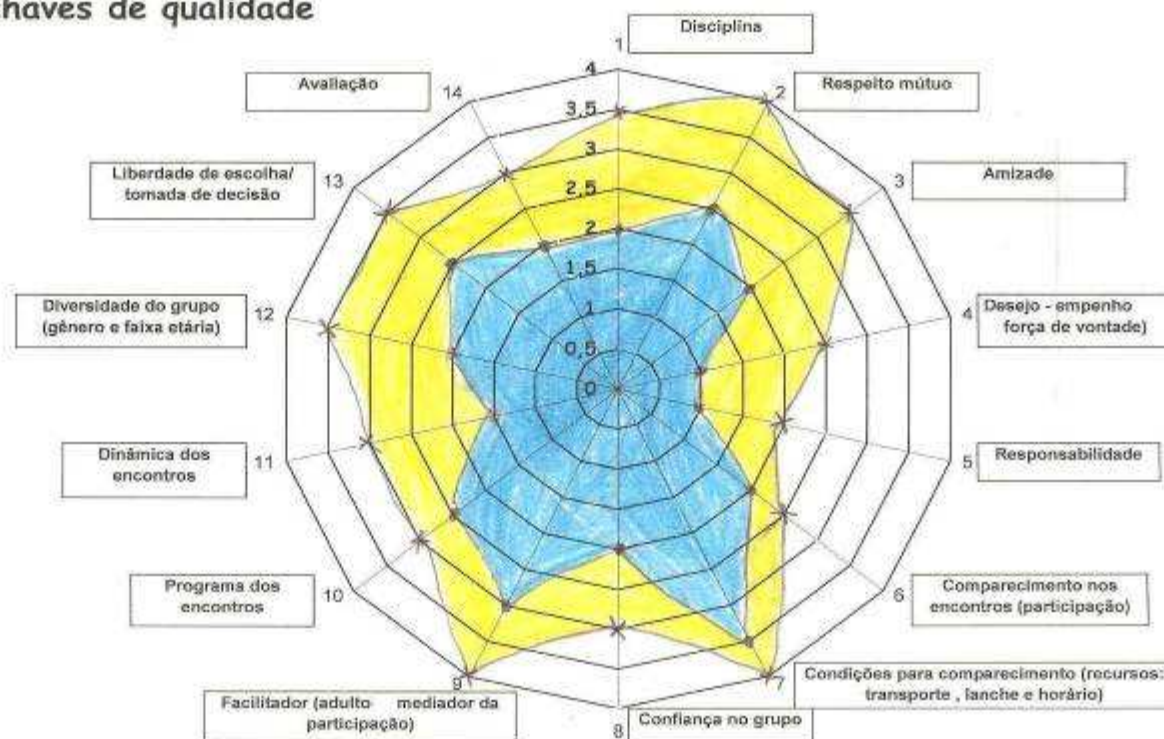 haves de qualidade
Disciplina
1
Respeito mútuo
2
Amizade
3
Desejo - empenho
força de vontade)
4
Responsabilidade
5
Comparecimento nos
encontros (participação)
6
Condições para comparecimento (recursos:
transporte , lanche e horário)
7
Confiança no grupo
8
Facilitador (adulto mediador da
participação)
9
Programa dos
encontros
10
Dinâmica dos
encontros
11
Diversidade do grupo
(gênero e faixa etária)
12
Liberdade de escolha/
tomada de decisão
13
Avaliação
14
4
3,5
3
2,5
2
1,5
1
0,5
0